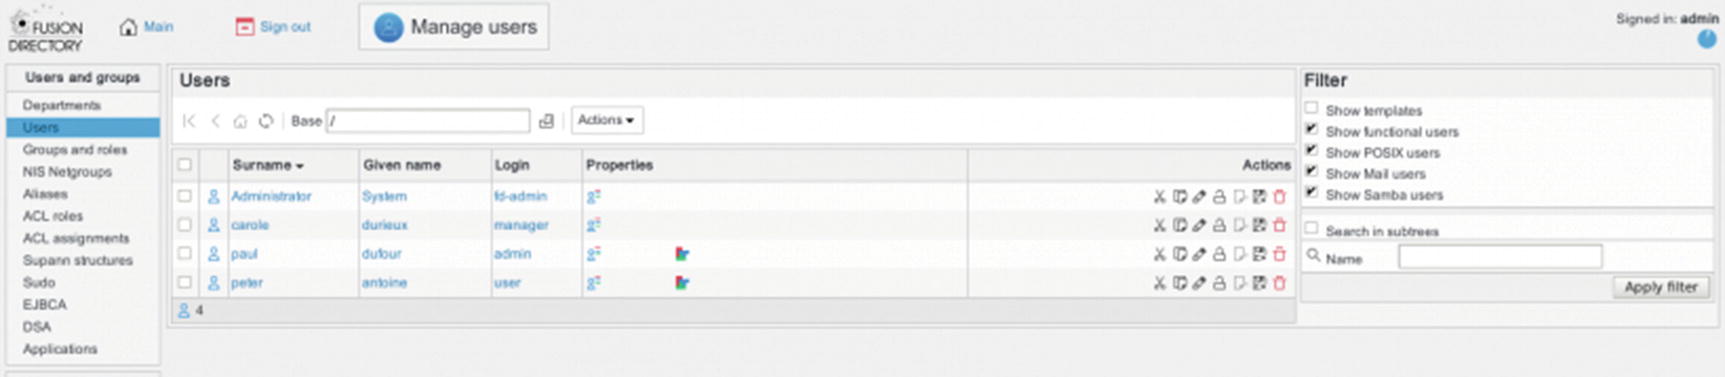 FUSION
DIRECTORY
Main
Sign out
Manage users
Signed in: admin
Users and groups
Departments
Users
Groups and roles
NIS Netgroups
Aliases
ACL roles
ACL assignments
Supann structures
Sudo
EJBCA
DSA
Applications
Users
Base /
Actions
Surname Given name Login Properties Actions
Administrator System fd-admin
carole durieux manager
paul dufour admin
peter antoine user
4
Filter
Show templates
Show functional users
Show POSIX users
Show Mail users
Show Samba users
Search in subtrees
Name
Apply filter